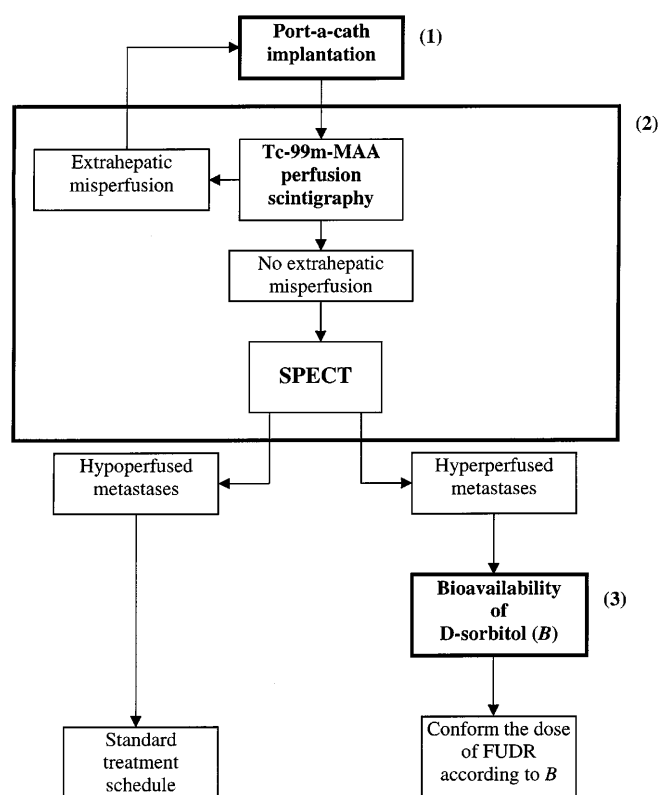 Port-a-cath
implantation
(1)
(2)
Extrahepatic
misperfusion
Tc-99m-MAA
perfusion
scintigraphy
No extrahepatic
misperfusion
SPECT
Hypoperfused
metastases
Hyperperfused
metastases
Bioavailability
of
D-sorbitol (B)
(3)
Standard
treatment
schedule
Conform the dose
of FUDR
according to B